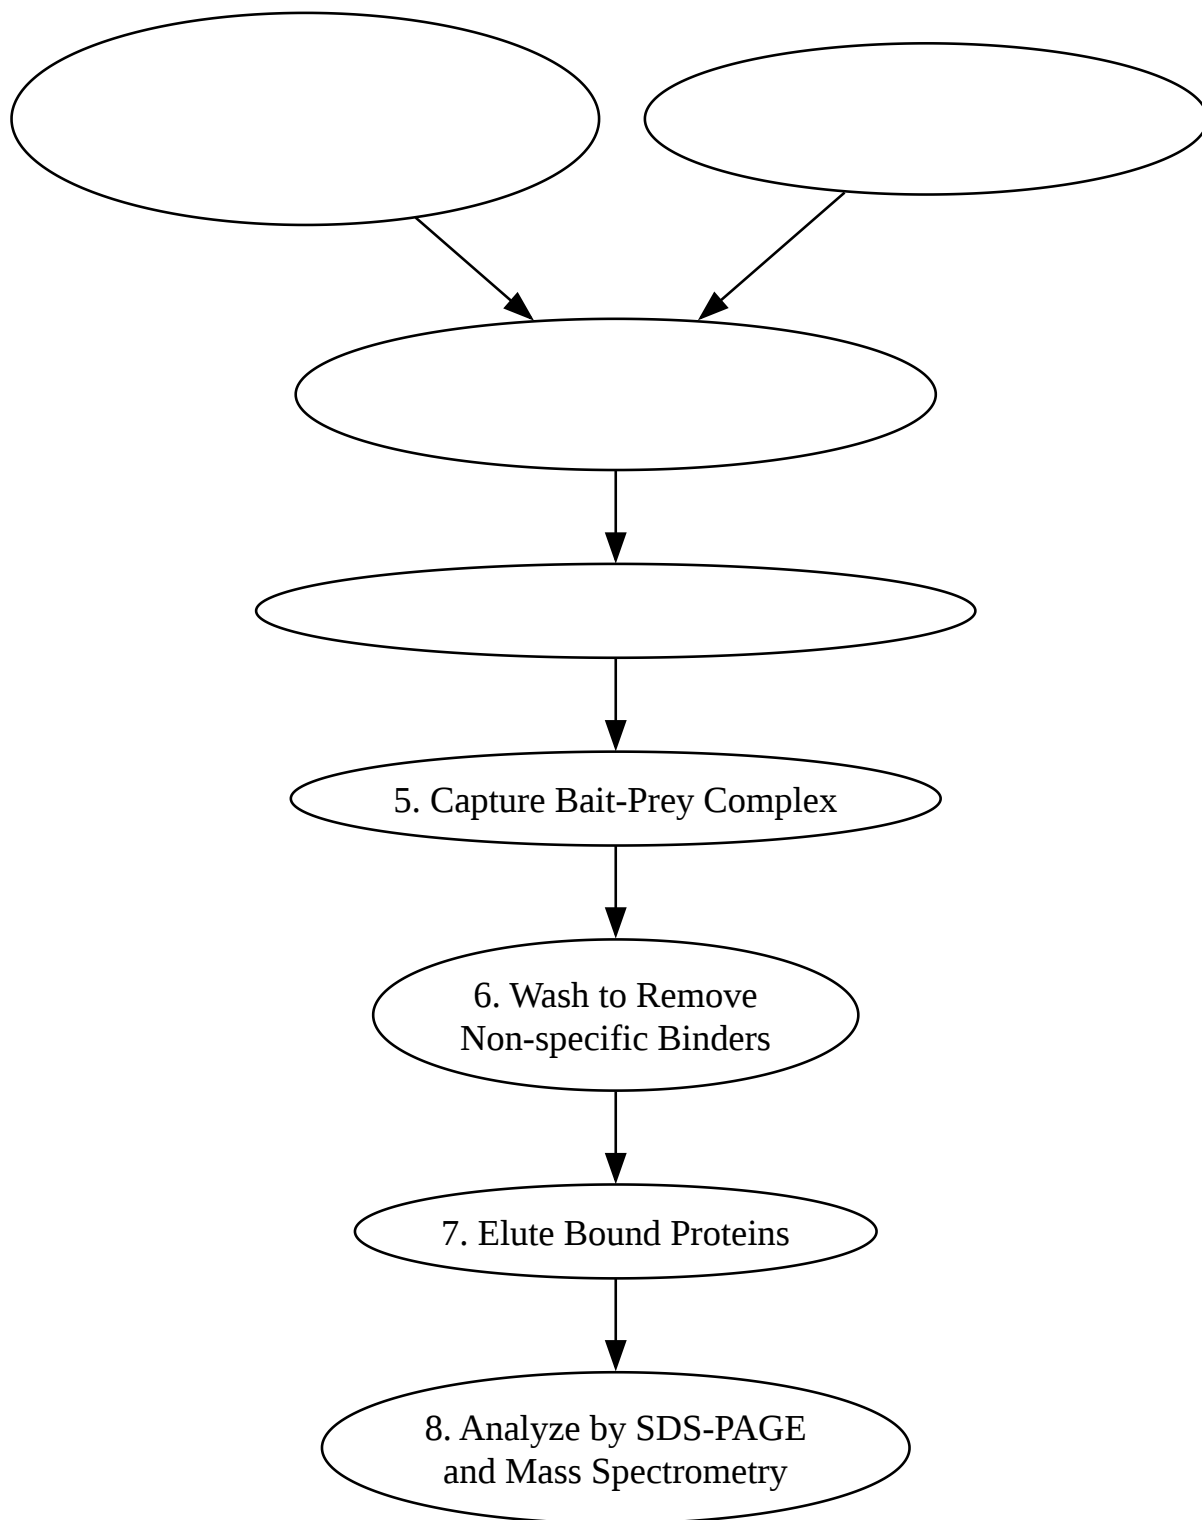 5. Capture Bait-Prey Complex
6. Wash to Remove
Non-specific Binders
7. Elute Bound Proteins
8. Analyze by SDS-PAGE
and Mass Spectrometry